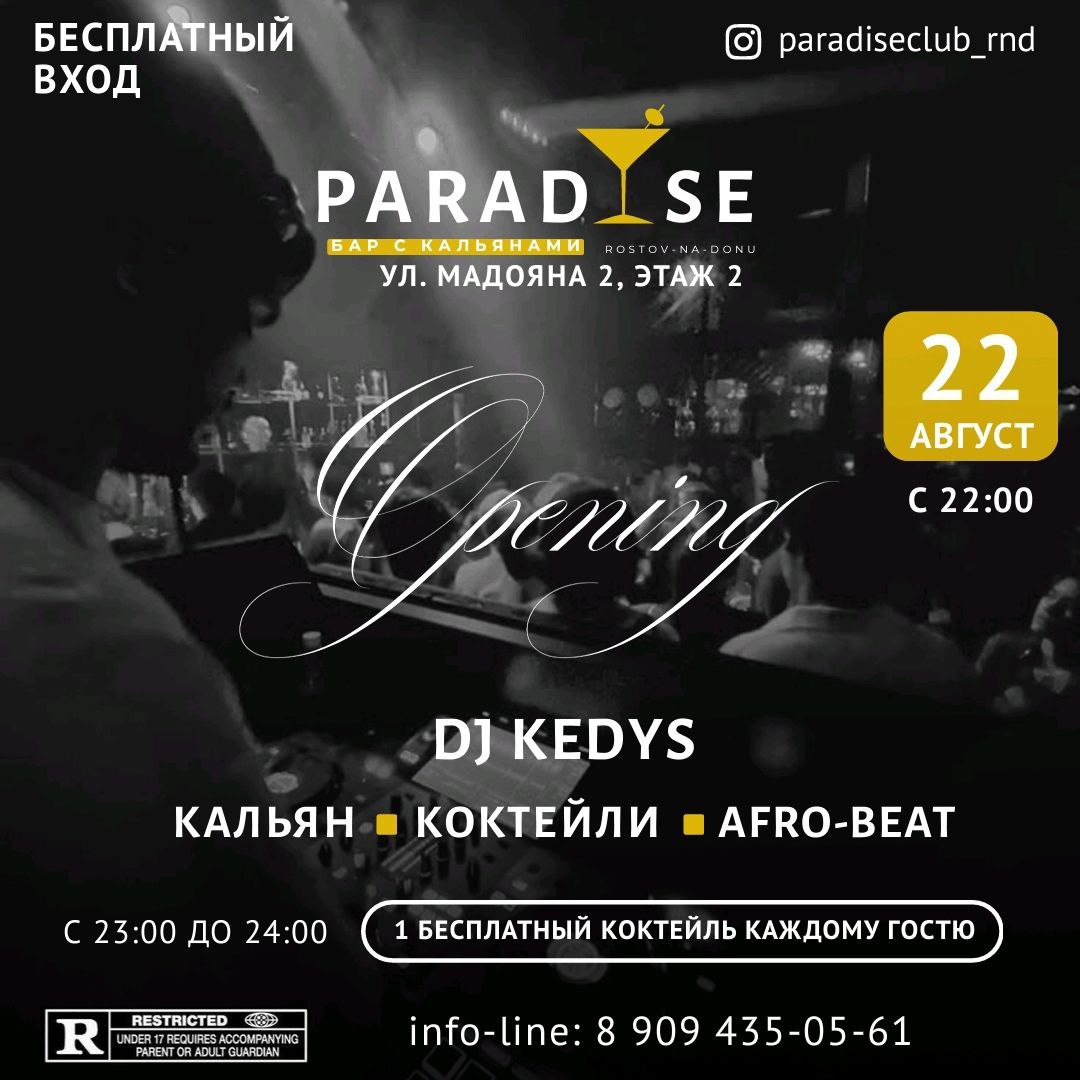 БЕСПЛАТНЫЙ
ВХОД
paradiseclub_rnd
PARADYSE
БАР С КАЛЬЯНАМИ ROSTOV-NA-DONU
УЛ. МАДОЯНА 2, ЭТАЖ 2
22
АВГУСТ
С 22:00
Opening
DJ KEDYS
КАЛЬЯН КОКТЕЙЛИ AFRO-BEAT
С 23:00 ДО 24:00 1 БЕСПЛАТНЫЙ КОКТЕЙЛЬ КАЖДОМУ ГОСТЮ
R RESTRICTED
UNDER 17 REQUIRES ACCOMPANYING
PARENT OR ADULT GUARDIAN
info-line: 8 909 435-05-61